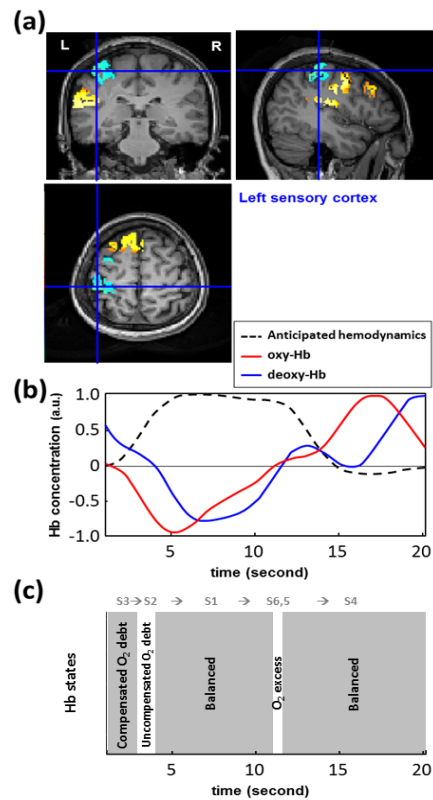 (a)
L R
Left sensory cortex
Anticipated hemodynamics
oxy-Hb
deoxy-Hb
(b)
Hb concentration (a.u.)
1.0
0.5
0
-0.5
-1.0
5 10 15 20
time (second)
(c)
S3→S2 → S1 → S6,5 → S4
Hb states
Compensated O₂ debt
Uncompensated O₂ debt
Balanced
O₂ excess
Balanced
5 10 15 20
time (second)